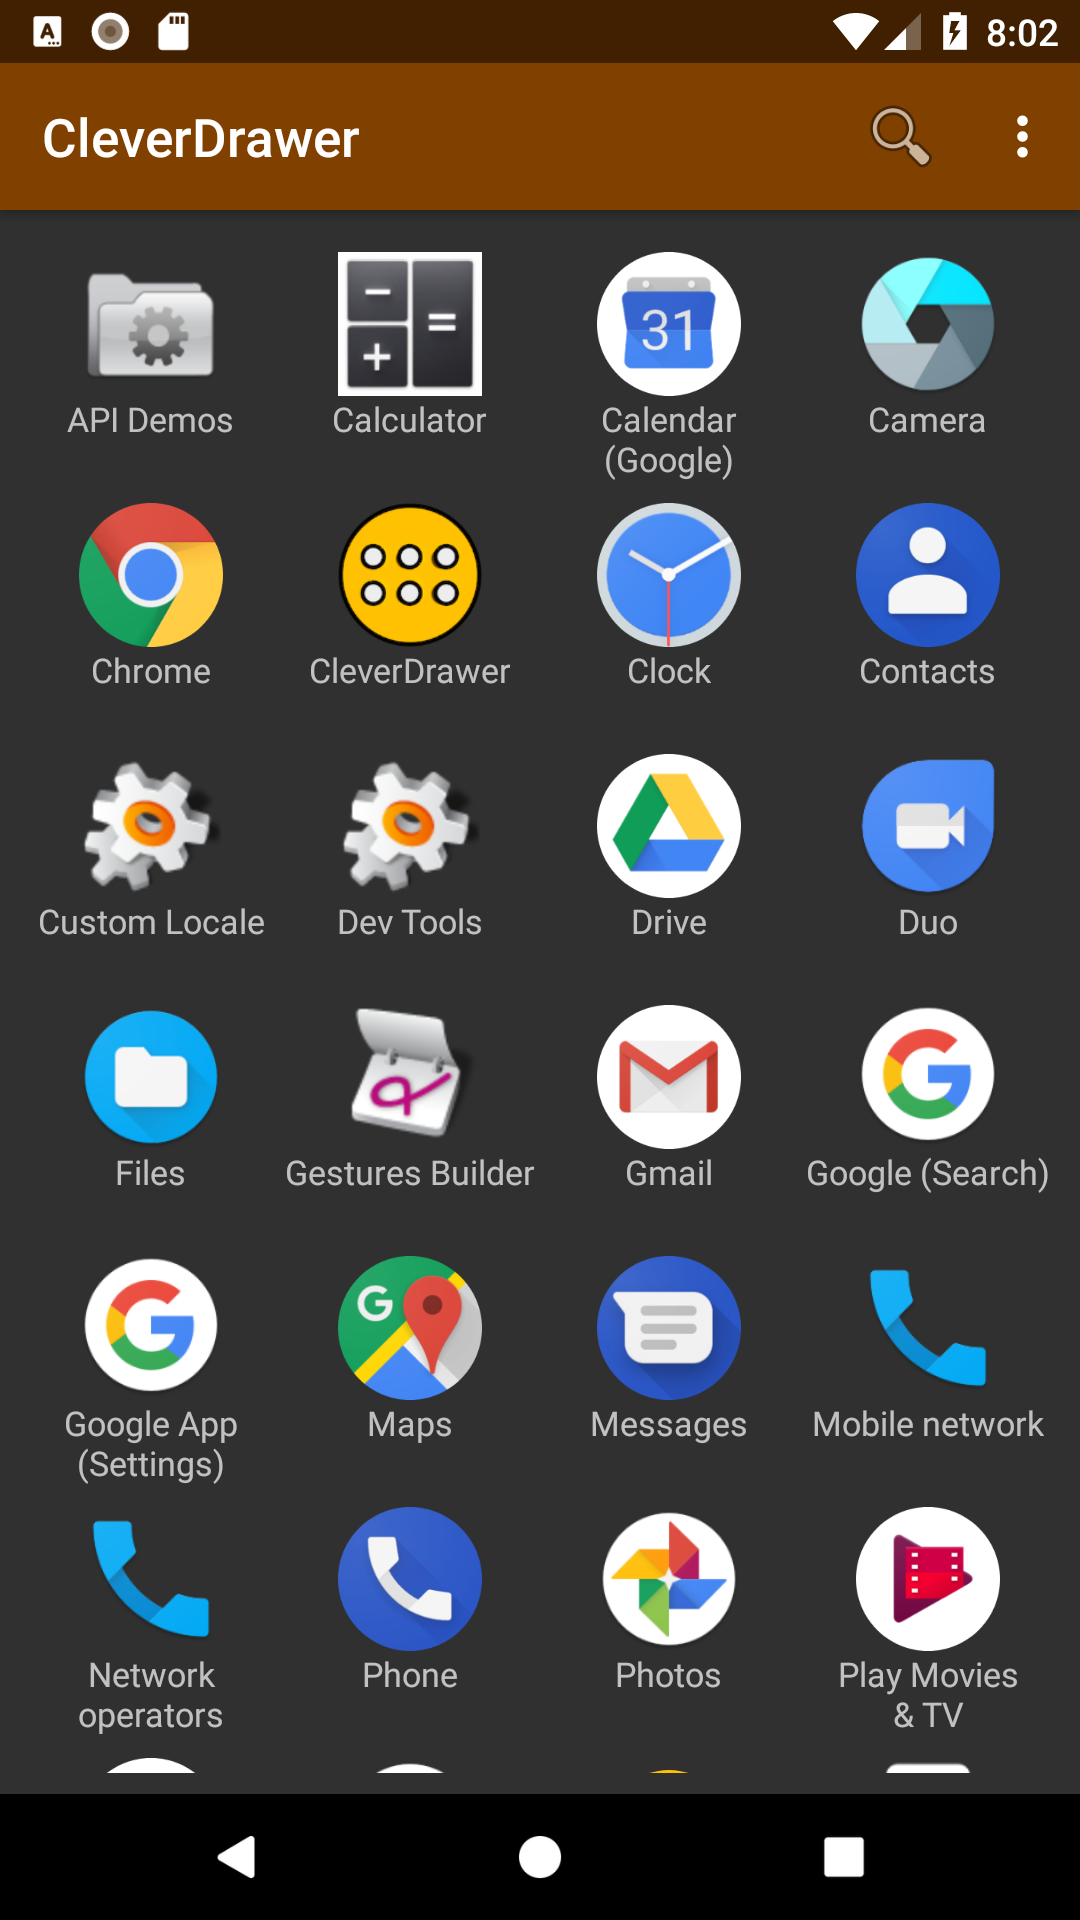 8:02
CleverDrawer
31
API Demos
Calculator
Calendar
(Google)
Camera
Chrome
CleverDrawer
Clock
Contacts
Custom Locale
Dev Tools
Drive
Duo
Files
Gestures Builder
Gmail
Google (Search)
Google App
(Settings)
Maps
Messages
Mobile network
Network
operators
Phone
Photos
Play Movies
& TV